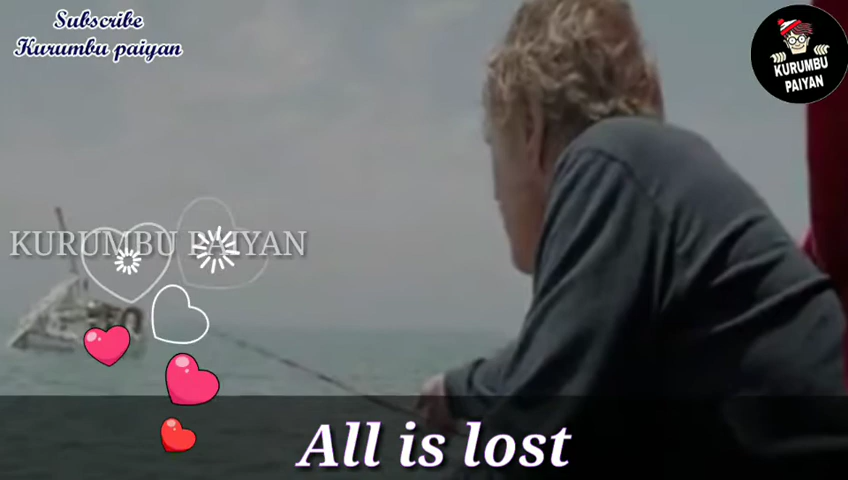 Subscribe
Kurumbu paiyan
KURUMBU
PAIYAN
KURUMBU PAIYAN
All is lost